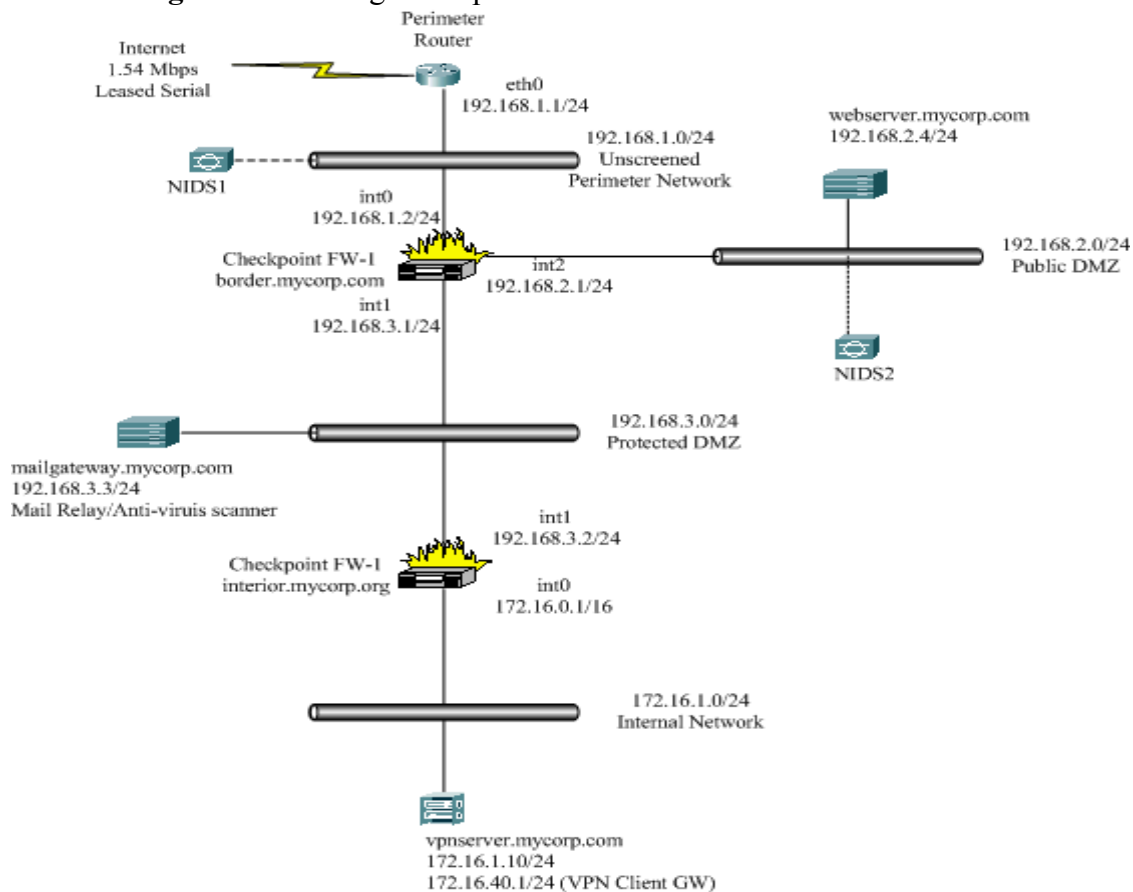 Perimeter
Router
Internet
1.54 Mbps
Leased Serial
eth0
192.168.1.1/24
webserver.mycorp.com
192.168.2.4/24
192.168.1.0/24
Unscreened
Perimeter Network
NIDS1
int0
192.168.1.2/24
Checkpoint FW-1
border.mycorp.com
int2
192.168.2.1/24
192.168.2.0/24
Public DMZ
int1
192.168.3.1/24
NIDS2
192.168.3.0/24
Protected DMZ
mailgateway.mycorp.com
192.168.3.3/24
Mail Relay/Anti-viruis scanner
int1
192.168.3.2/24
Checkpoint FW-1
interior.mycorp.org
int0
172.16.0.1/16
172.16.1.0/24
Internal Network
vpnserver.mycorp.com
172.16.1.10/24
172.16.40.1/24 (VPN Client GW)